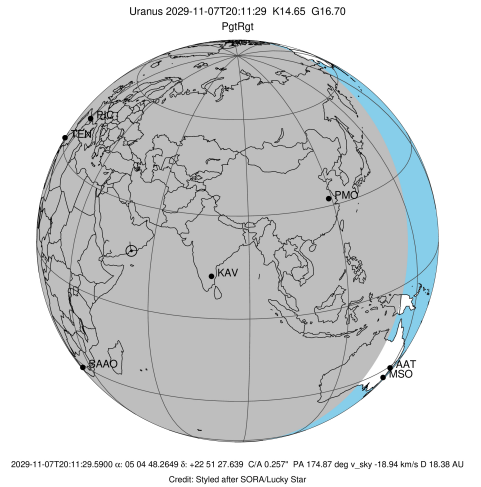 Uranus 2029-11-07T20:11:29 K14.65 G16.70
PgtRgt
PIC
TEN
PMO
KAV
SAAO
AAT
MSO
2029-11-07T20:11:29.5900 α: 05 04 48.2649 δ: +22 51 27.639 C/A 0.257" PA 174.87 deg v_sky -18.94 km/s D 18.38 AU
Credit: Styled after SORA/Lucky Star